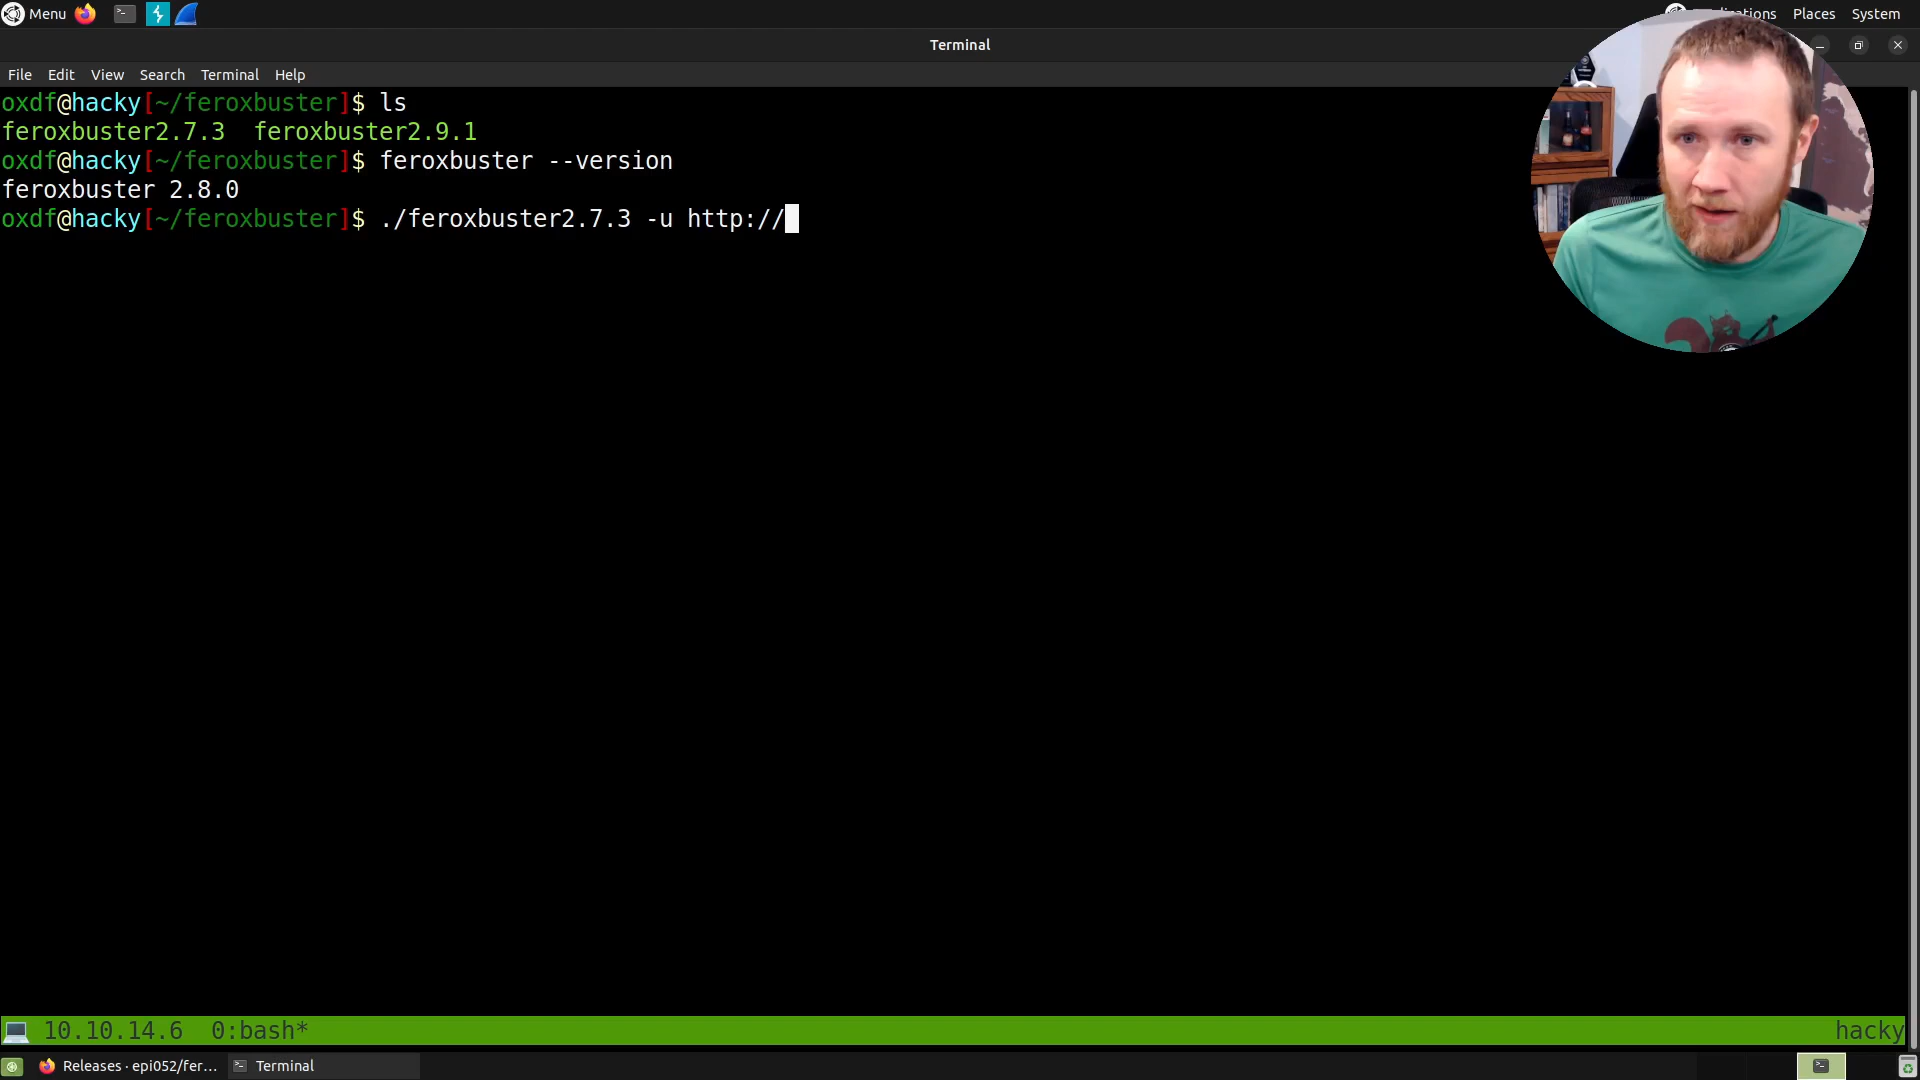 Menu
Places System
Terminal
File Edit View Search Terminal Help
oxdf@hacky[~/feroxbuster]$ ls
feroxbuster2.7.3  feroxbuster2.9.1
oxdf@hacky[~/feroxbuster]$ feroxbuster --version
feroxbuster 2.8.0
oxdf@hacky[~/feroxbuster]$ ./feroxbuster2.7.3 -u http://
10.10.14.6  0:bash*
hacky
Releases · epi052/fer...
Terminal